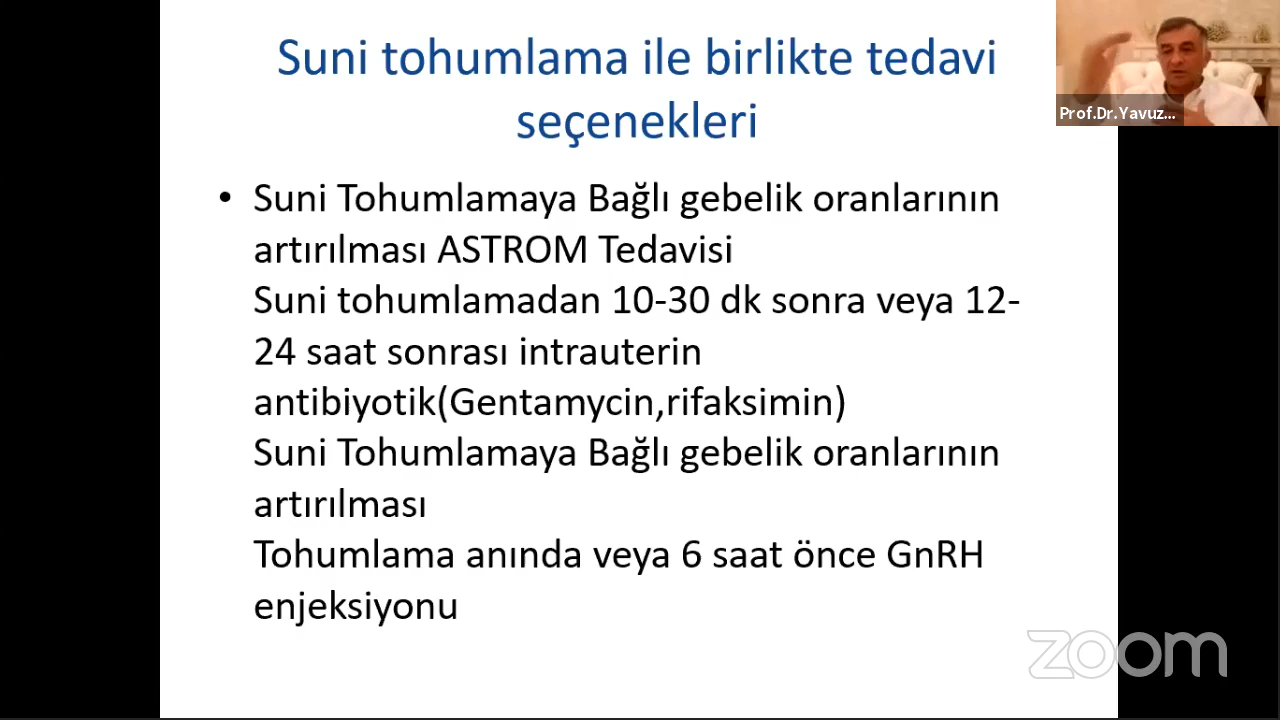 Suni tohumlama ile birlikte tedavi
seçenekleri
• Suni Tohumlamaya Bağlı gebelik oranlarının
artırılması ASTROM Tedavisi
Suni tohumlamadan 10-30 dk sonra veya 12-
24 saat sonrası intrauterin
antibiyotik(Gentamycin,rifaksimin)
Suni Tohumlamaya Bağlı gebelik oranlarının
artırılması
Tohumlama anında veya 6 saat önce GnRH
enjeksiyonu
Prof.Dr.Yavuz...
zoom